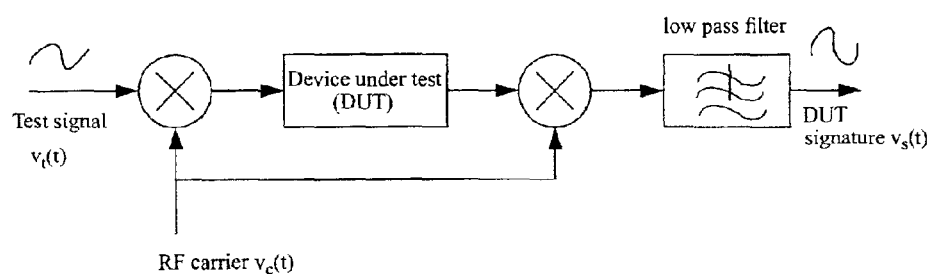 low pass filter
Device under test
(DUT)
Test signal
v_t(t)
DUT
signature v_s(t)
RF carrier v_c(t)